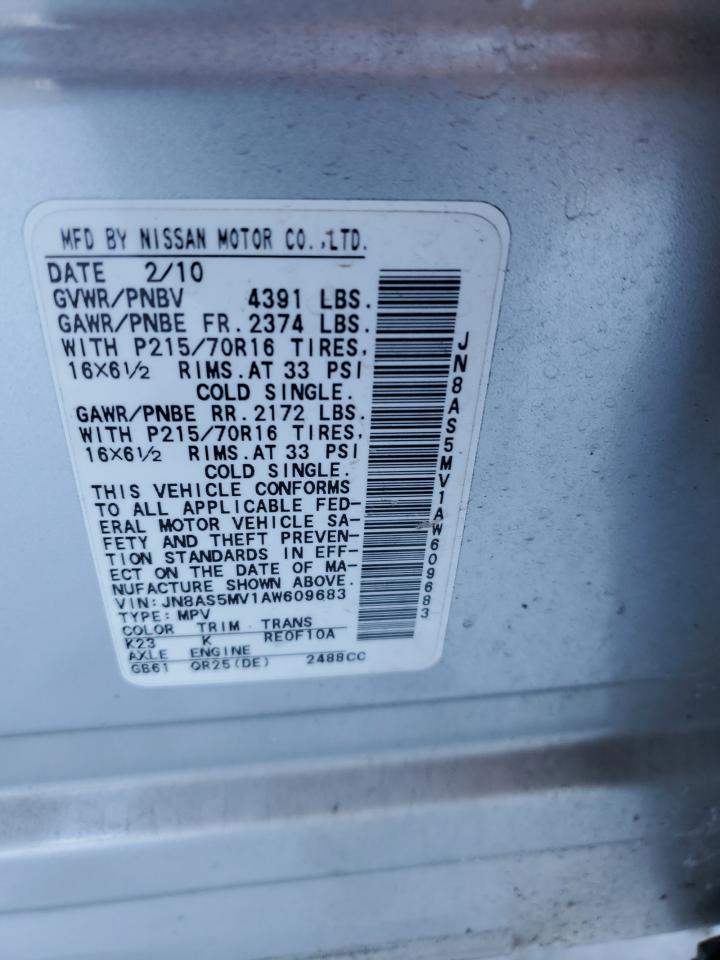 MFD BY NISSAN MOTOR CO.,LTD.
DATE 2/10
GVWR/PNBV 4391 LBS.
GAWR/PNBE FR.2374 LBS.
WITH P215/70R16 TIRES,
16X6½ RIMS.AT 33 PSI
COLD SINGLE.
GAWR/PNBE RR.2172 LBS.
WITH P215/70R16 TIRES,
16X6½ RIMS.AT 33 PSI
COLD SINGLE.
THIS VEHICLE CONFORMS
TO ALL APPLICABLE FED-
ERAL MOTOR VEHICLE SA-
FETY AND THEFT PREVEN-
TION STANDARDS IN EFF-
ECT ON THE DATE OF MA-
NUFACTURE SHOWN ABOVE.
VIN:JN8AS5MV1AW609683
TYPE:MPV
COLOR TRIM TRANS
K23 K RE0F10A
AXLE ENGINE
GB61 QR25(DE) 2488CC
JN8AS5MV1AW609683